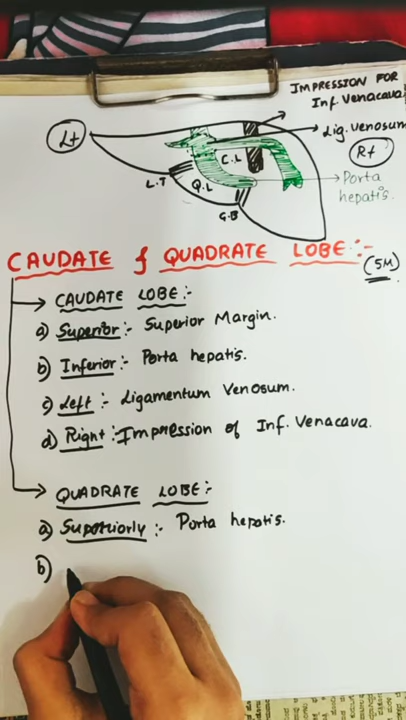 IMPRESSION FOR
Inf. Venacava
Lt
Lig. Venosum
Rt
C.L
L.T
Q.L
Porta
hepatis.
G.B
CAUDATE & QUADRATE LOBE :-
(5M)
CAUDATE LOBE :-
a) Superior :- Superior Margin.
b) Inferior :- Porta hepatis.
c) Left :- Ligamentum Venosum.
d) Right : Impression of Inf. Venacava.
QUADRATE LOBE :-
a) Superiorly :- Porta hepatis.
b)